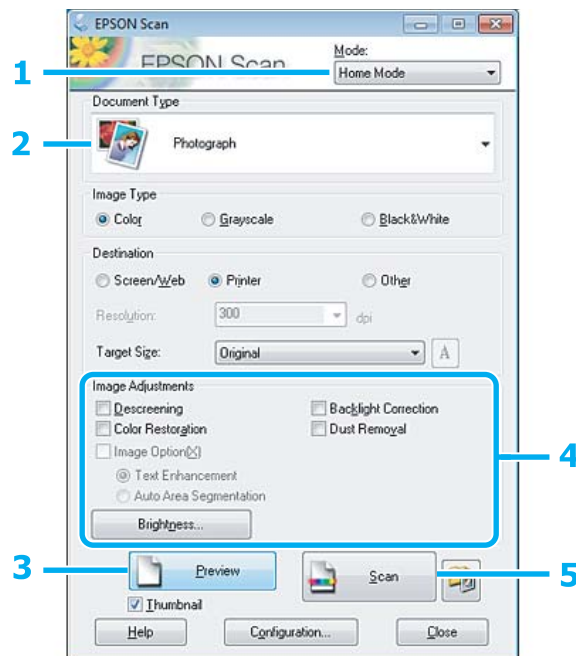 EPSON Scan
EPSON Scan
Mode:
1
Home Mode
Document Type
2
Photograph
Image Type
Color Grayscale Black&White
Destination
Screen/Web Printer Other
Resolution: 300 dpi
Target Size: Original A
Image Adjustments
Descreening Backlight Correction
Color Restoration Dust Removal
Image Option(X)
4
Text Enhancement
Auto Area Segmentation
Brightness...
3 Preview Scan 5
Thumbnail
Help Configuration... Close